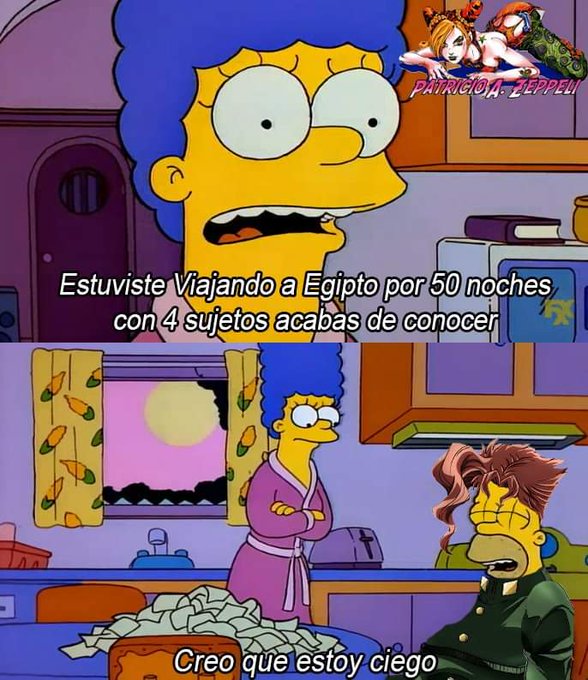 PATRICIO A. ZEPPELI
Estuviste Viajando a Egipto por 50 noches
con 4 sujetos acabas de conocer
FX
Creo que estoy ciego